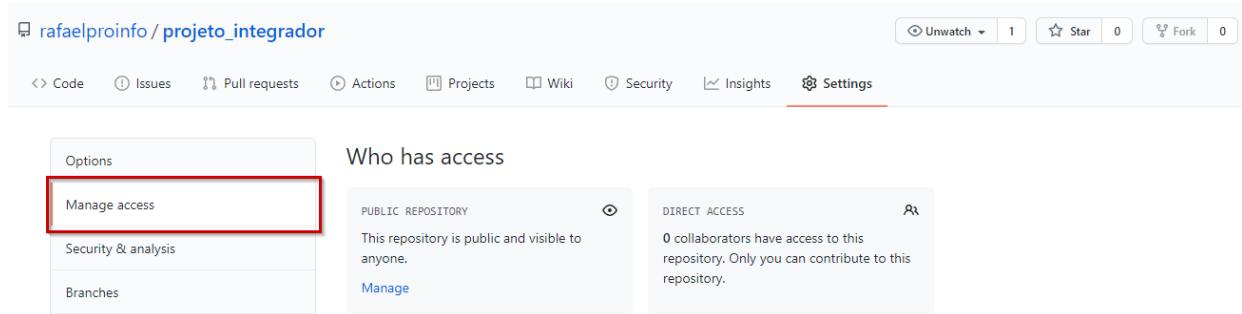 rafaelproinfo / projeto_integrador
Unwatch 1 Star 0 Fork 0
<> Code Issues Pull requests Actions Projects Wiki Security Insights Settings
Options
Manage access
Security & analysis
Branches
Who has access
PUBLIC REPOSITORY
This repository is public and visible to
anyone.
Manage
DIRECT ACCESS
0 collaborators have access to this
repository. Only you can contribute to this
repository.